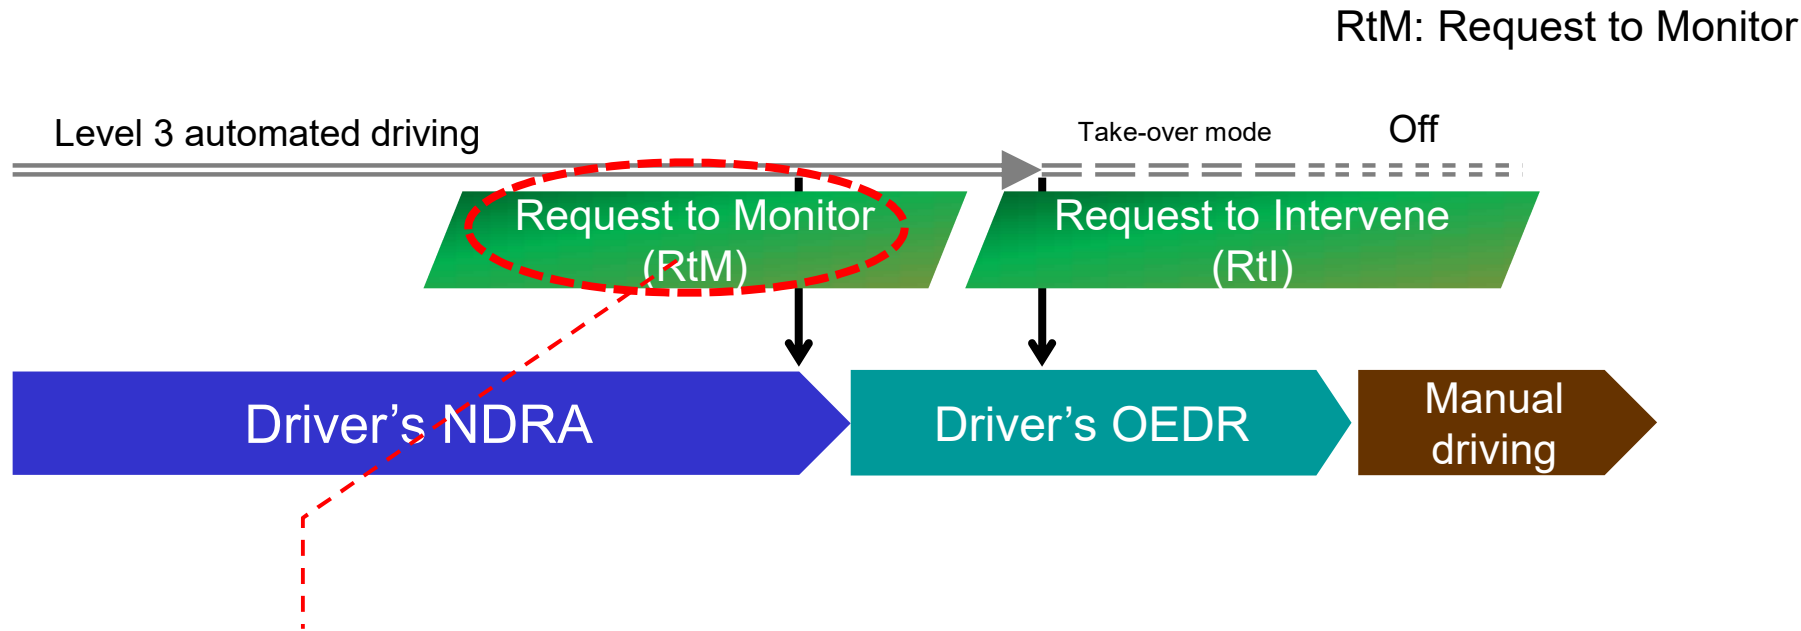 RtM: Request to Monitor
Level 3 automated driving
Take-over mode
Off
Request to Monitor
(RtM)
Request to Intervene
(RtI)
Driver’s NDRA
Driver’s OEDR
Manual
driving